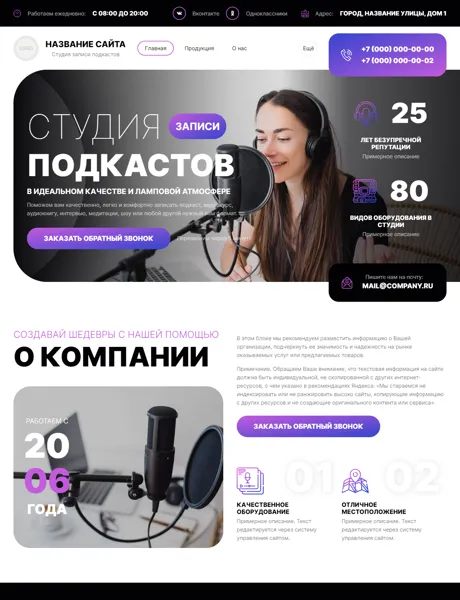 Работаем ежедневно: С 08:00 ДО 20:00
Вконтакте
Одноклассники
Адрес: ГОРОД, НАЗВАНИЕ УЛИЦЫ, ДОМ 1
НАЗВАНИЕ САЙТА
Студия записи подкастов
Главная
Продукция
О нас
Ещё
+7 (000) 000-00-00
+7 (000) 000-00-02
СТУДИЯ ЗАПИСИ
ПОДКАСТОВ
В ИДЕАЛЬНОМ КАЧЕСТВЕ И ЛАМПОВОЙ АТМОСФЕРЕ
Поможем вам качественно, легко и комфортно записать подкаст, видеокурс,
аудиокнигу, интервью, медитации, шоу или любой другой нужный вам формат.
ЗАКАЗАТЬ ОБРАТНЫЙ ЗВОНОК
25
ЛЕТ БЕЗУПРЕЧНОЙ
РЕПУТАЦИИ
Примерное описание
80
ВИДОВ ОБОРУДОВАНИЯ В
СТУДИИ
Примерное описание
Пишите нам на почту:
MAIL@COMPANY.RU
СОЗДАВАЙ ШЕДЕВРЫ С НАШЕЙ ПОМОЩЬЮ
О КОМПАНИИ
РАБОТАЕМ С
20
06
ГОДА
В этом блоке мы рекомендуем разместить информацию о Вашей
организации, подчеркнуть ее значимость и надежность на рынке
оказываемых услуг или предлагаемых товаров.
Примечание. Обращаем Ваше внимание, что текстовая информация на сайте
должна быть индивидуальной, не скопированной с других интернет-
ресурсов, о чем указано в рекомендациях Яндекса: «Мы стараемся не
индексировать или не ранжировать высоко сайты, копирующие информацию
с других ресурсов и не создающие оригинального контента или сервиса»
ЗАКАЗАТЬ ОБРАТНЫЙ ЗВОНОК
01
КАЧЕСТВЕННОЕ
ОБОРУДОВАНИЕ
Примерное описание. Текст
редактируется через систему
управления сайтом.
02
ОТЛИЧНОЕ
МЕСТОПОЛОЖЕНИЕ
Примерное описание. Текст
редактируется через систему
управления сайтом.